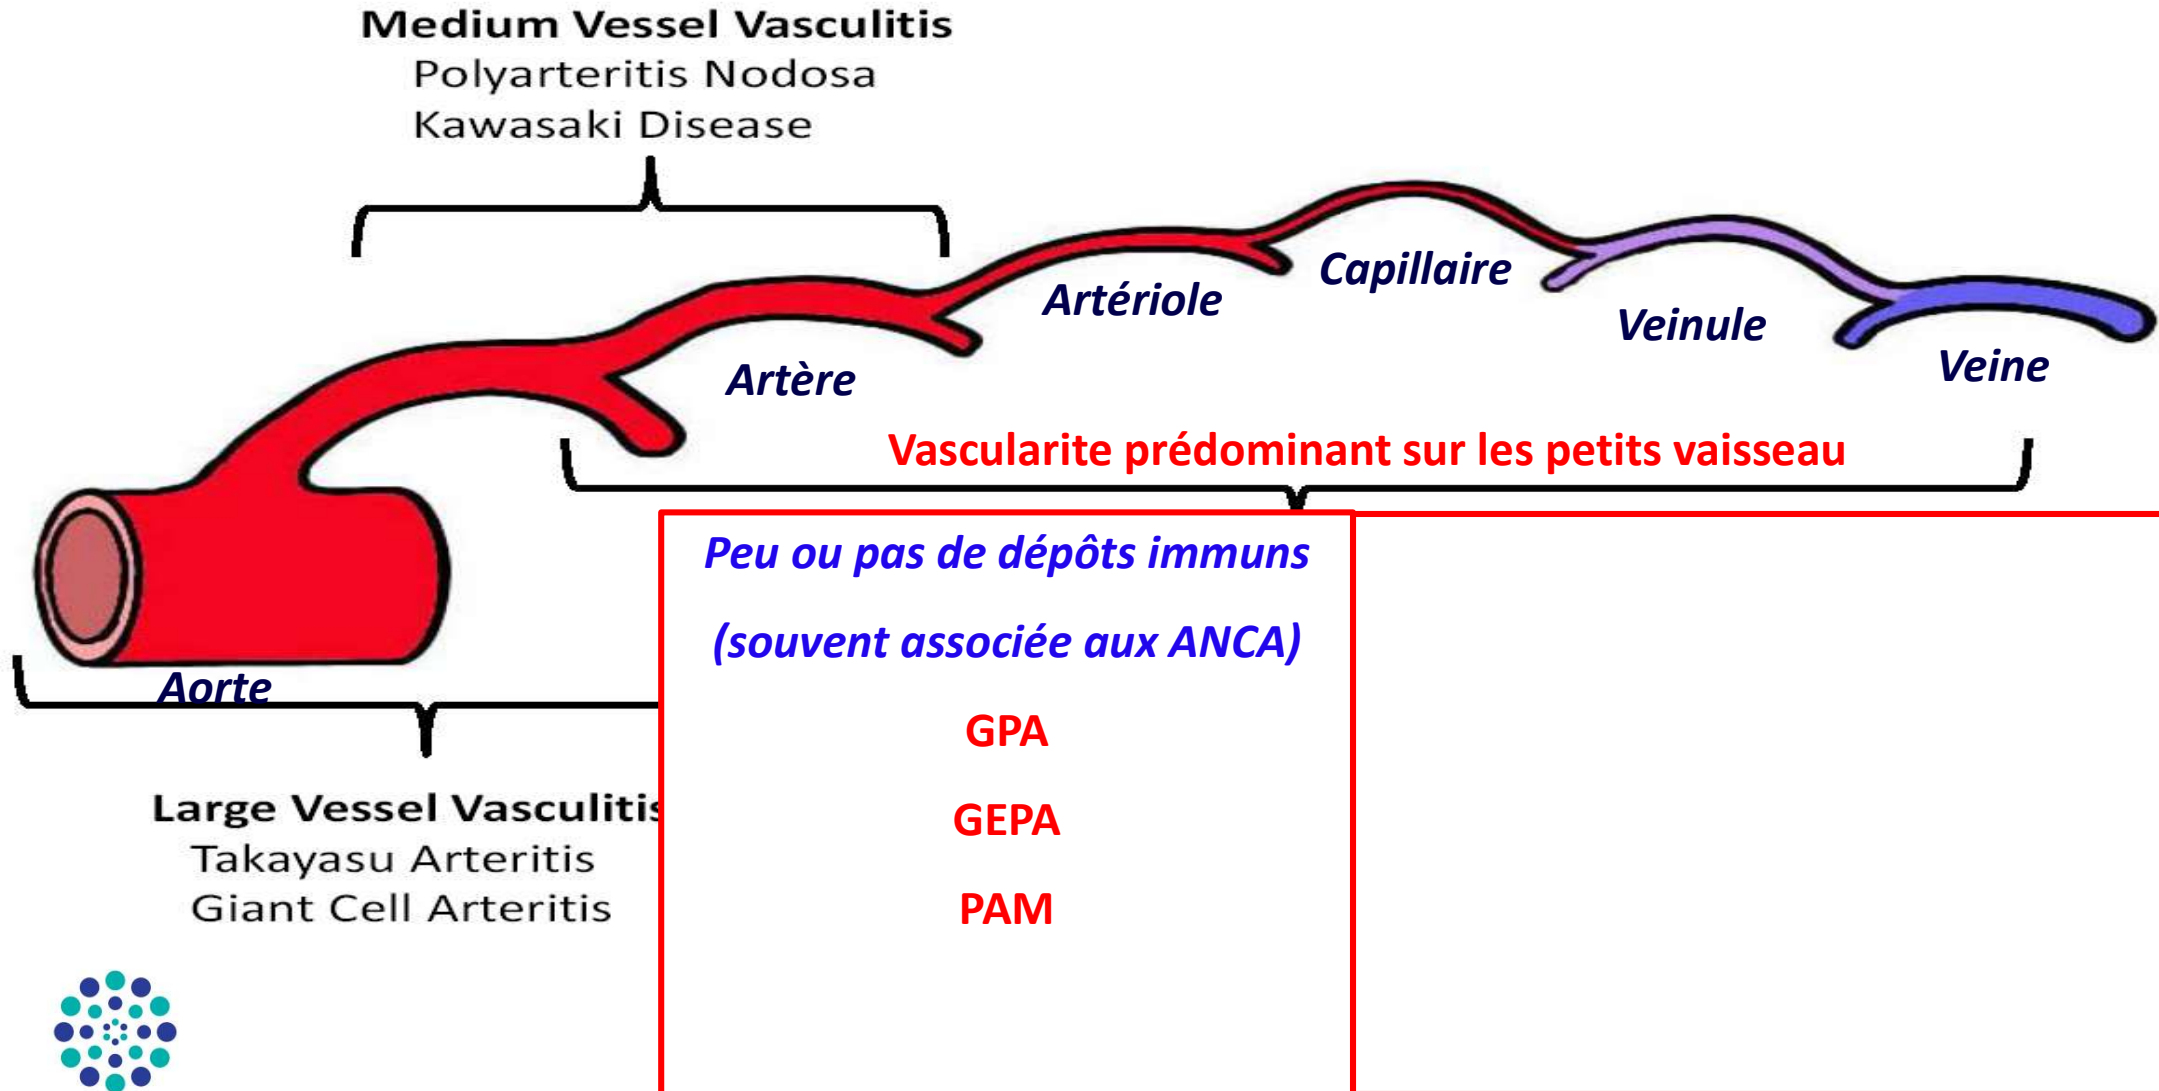 Medium Vessel Vasculitis
Polyarteritis Nodosa
Kawasaki Disease
Capillaire
Artériole
Veinule
Veine
Artère
Vascularite prédominant sur les petits vaisseau
Peu ou pas de dépôts immuns
(souvent associée aux ANCA)
GPA
GEPA
PAM
Aorte
Large Vessel Vasculitis
Takayasu Arteritis
Giant Cell Arteritis